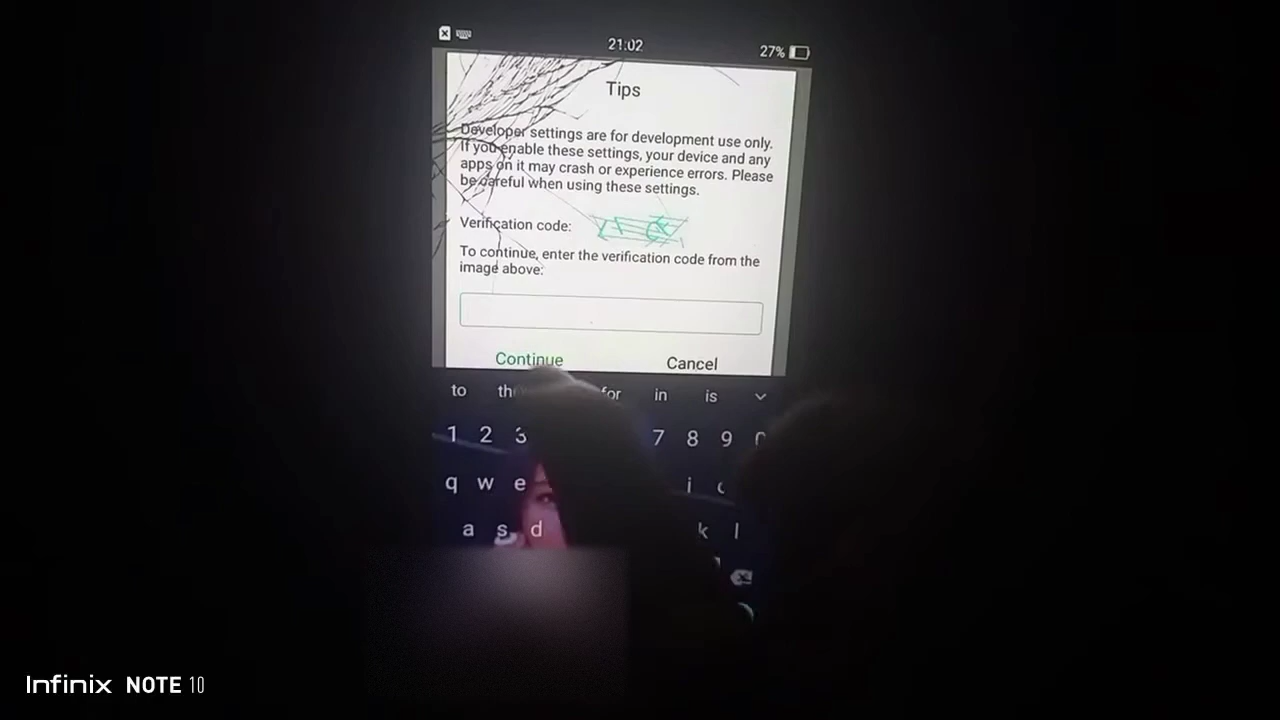 21:02
27%
Tips
Developer settings are for development use only.
If you enable these settings, your device and any
apps on it may crash or experience errors. Please
be careful when using these settings.
Verification code:
To continue, enter the verification code from the
image above:
Continue Cancel
to for in is
1 2 3 7 8 9
q w e i
a s d k l
Infinix NOTE 10